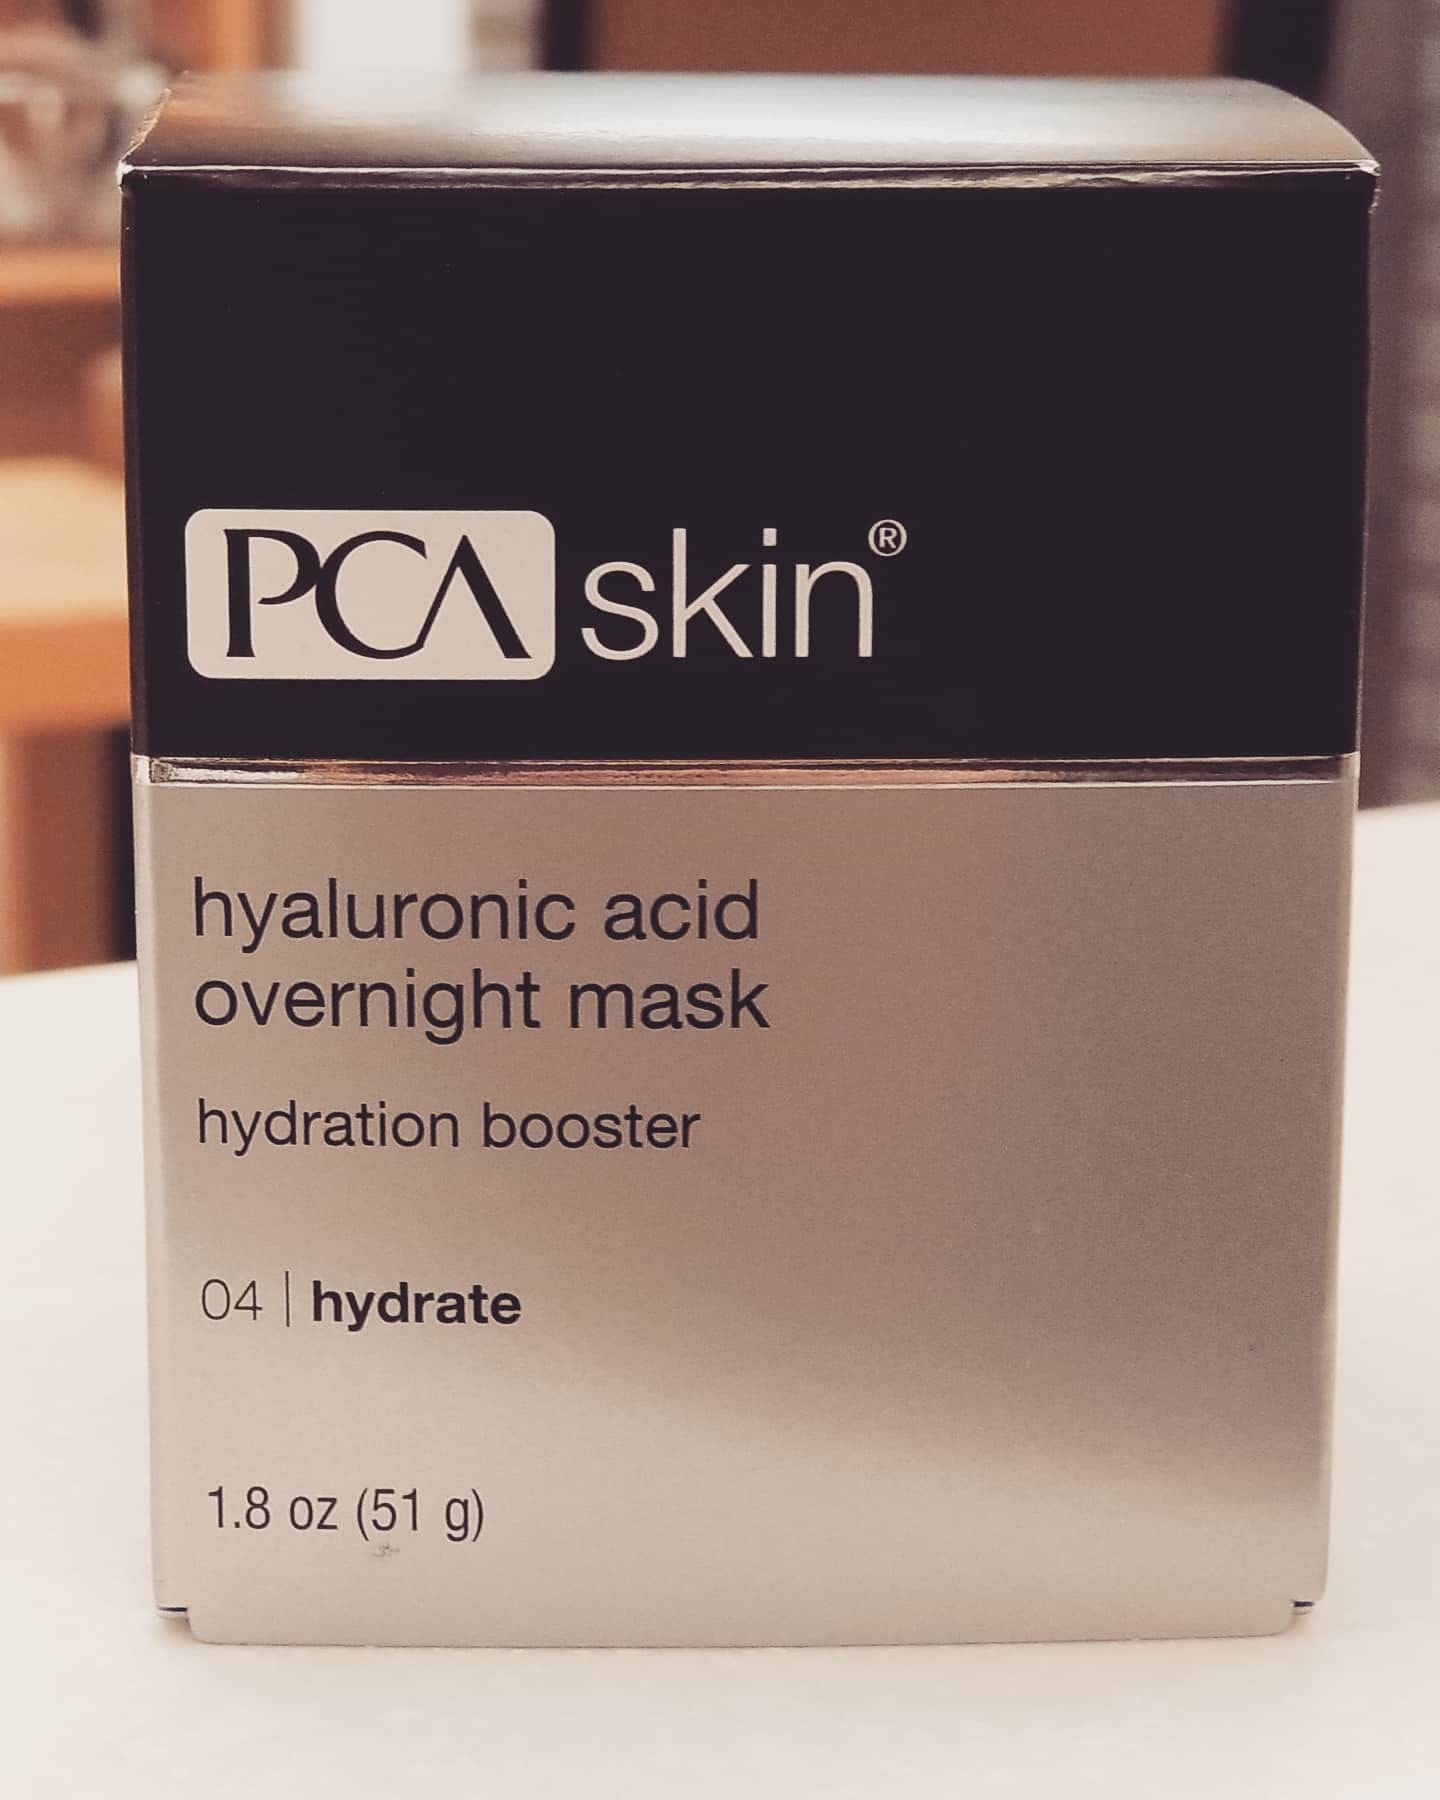 PCA skin®
hyaluronic acid
overnight mask
hydration booster
04 | hydrate
1.8 oz (51 g)